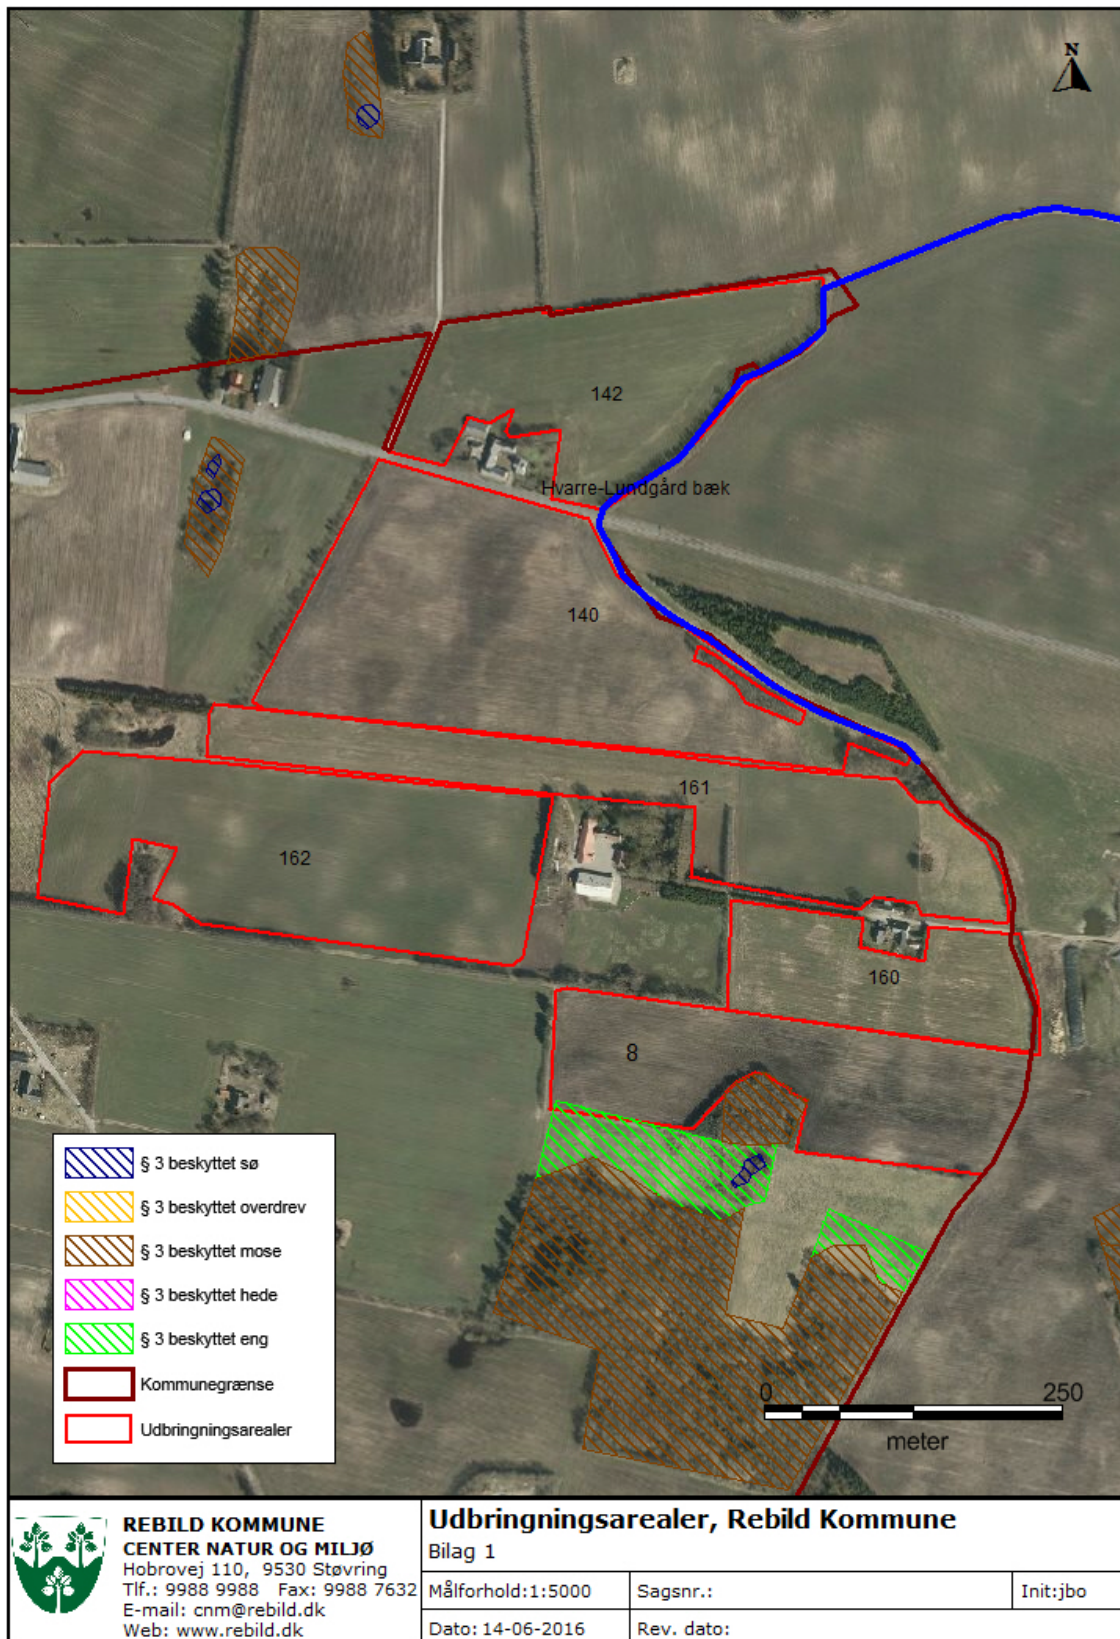 N
142
Hvarre-Lundgård bæk
140
161
162
160
8
§ 3 beskyttet sø
§ 3 beskyttet overdrev
§ 3 beskyttet mose
§ 3 beskyttet hede
§ 3 beskyttet eng
Kommunegrænse
Udbringningsarealer
0 250
meter
REBILD KOMMUNE
CENTER NATUR OG MILJØ
Hobrovej 110, 9530 Støvring
Tlf.: 9988 9988 Fax: 9988 7632
E-mail: cnm@rebild.dk
Web: www.rebild.dk
Udbringningsarealer, Rebild Kommune
Bilag 1
Målforhold:1:5000 Sagsnr.: Init:jbo
Dato: 14-06-2016 Rev. dato: